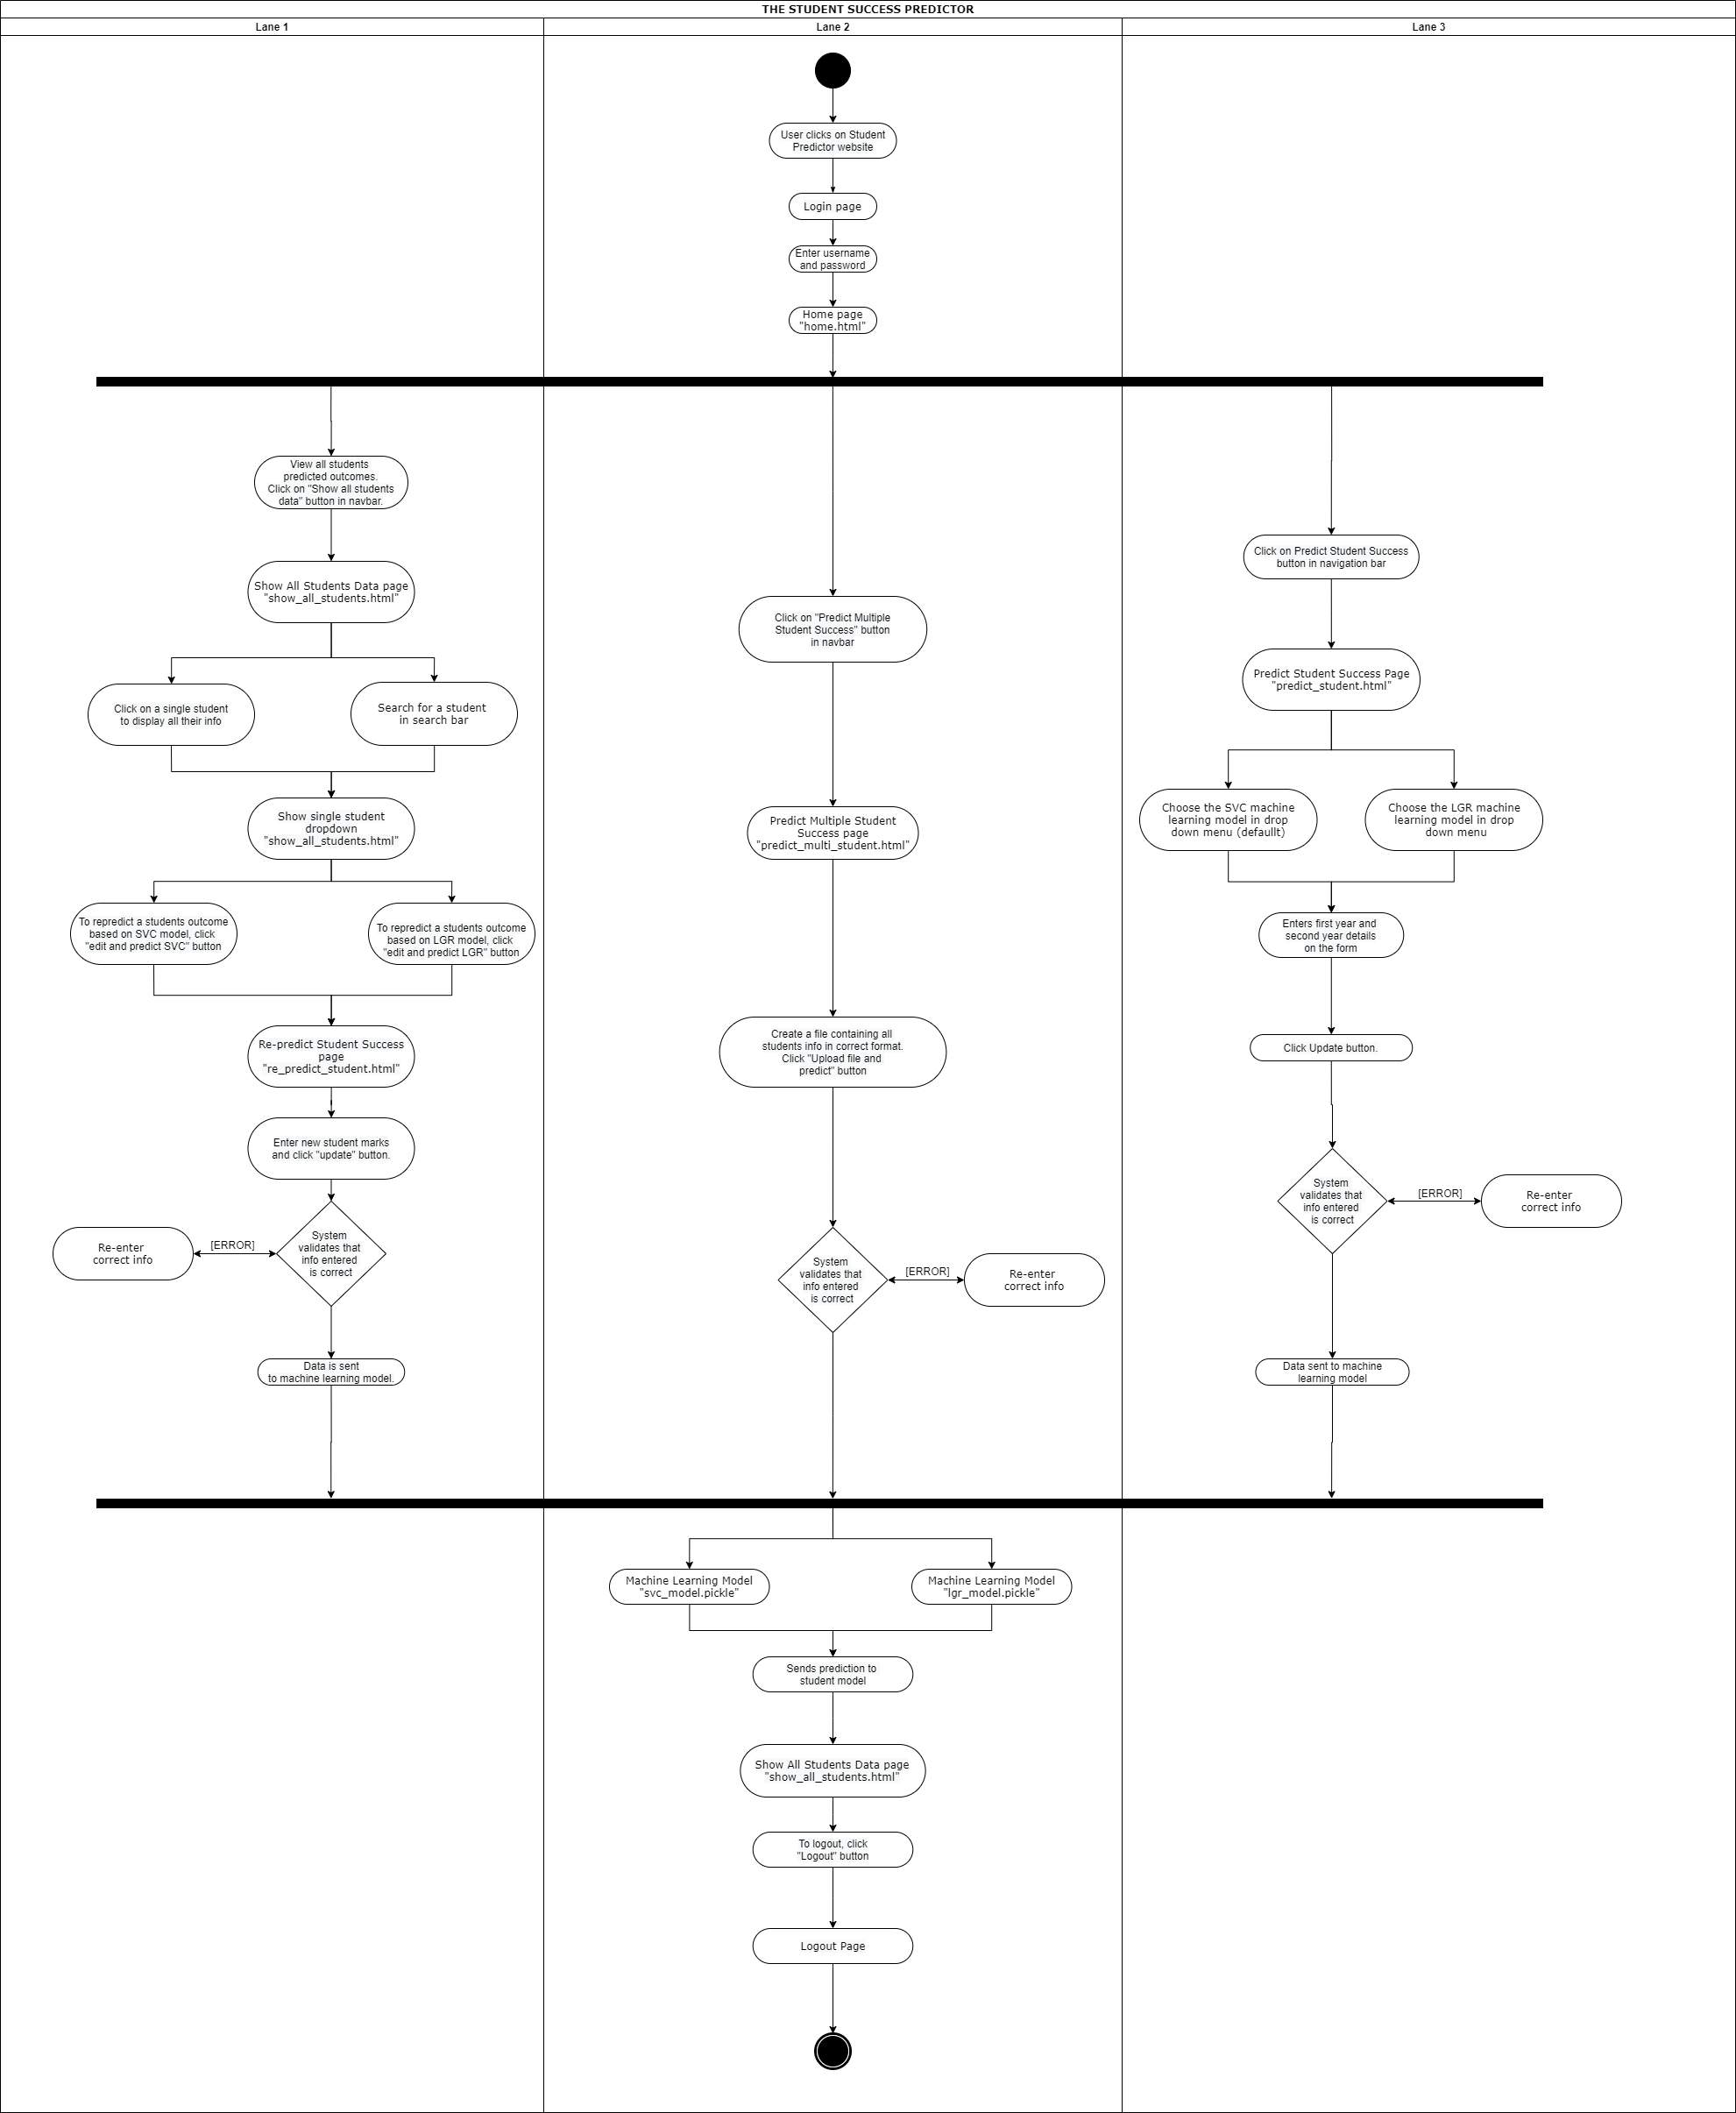 THE STUDENT SUCCESS PREDICTOR
Lane 1
Lane 2
Lane 3
User clicks on Student
Predictor website
Login page
Enter username
and password
Home page
"home.html"
View all students
predicted outcomes.
Click on "Show all students
data" button in navbar.
Show All Students Data page
"show_all_students.html"
Click on a single student
to display all their info
Search for a student
in search bar
Show single student
dropdown
"show_all_students.html"
To repredict a students outcome
based on SVC model, click
"edit and predict SVC" button
To repredict a students outcome
based on LGR model, click
"edit and predict LGR" button
Re-predict Student Success
page
"re_predict_student.html"
Enter new student marks
and click "update" button.
System
validates that
info entered
is correct
[ERROR]
Re-enter
correct info
Data is sent
to machine learning model.
Click on "Predict Multiple
Student Success" button
in navbar
Predict Multiple Student
Success page
"predict_multi_student.html"
Create a file containing all
students info in correct format.
Click "Upload file and
predict" button
System
validates that
info entered
is correct
[ERROR]
Re-enter
correct info
Click on Predict Student Success
button in navigation bar
Predict Student Success Page
"predict_student.html"
Choose the SVC machine
learning model in drop
down menu (defaullt)
Choose the LGR machine
learning model in drop
down menu
Enters first year and
second year details
on the form
Click Update button.
System
validates that
info entered
is correct
[ERROR]
Re-enter
correct info
Data sent to machine
learning model
Machine Learning Model
"svc_model.pickle"
Machine Learning Model
"lgr_model.pickle"
Sends prediction to
student model
Show All Students Data page
"show_all_students.html"
To logout, click
"Logout" button
Logout Page